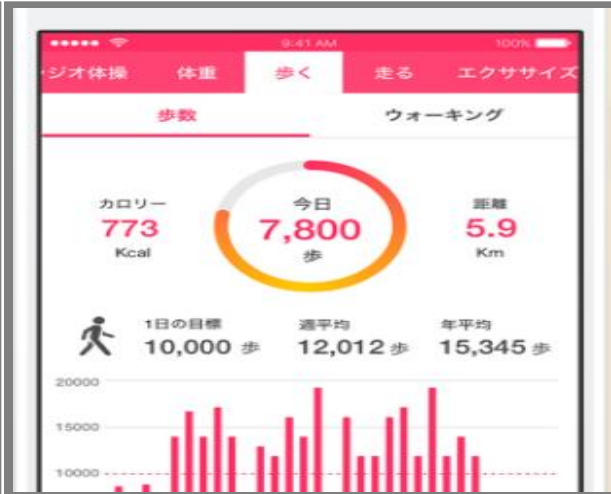 9:41 AM 100%
ジオ体操 体重 歩く 走る エクササイズ
歩数 ウォーキング
カロリー 今日 距離
773 7,800 5.9
Kcal 歩 Km
1日の目標 週平均 年平均
10,000 歩 12,012 歩 15,345 歩
20000
15000
10000